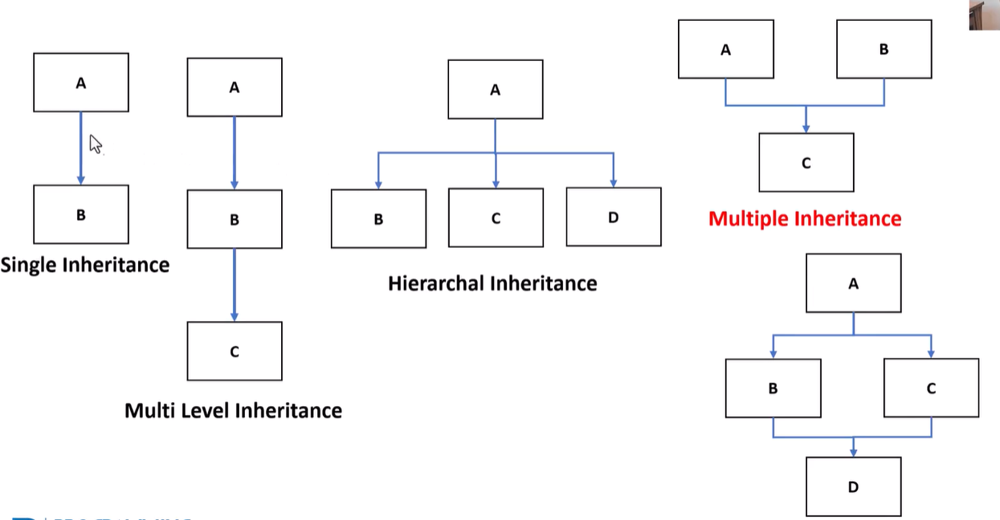 A
B
Single Inheritance
A
B
C
Multi Level Inheritance
A
B
C
D
Hierarchal Inheritance
A
B
C
Multiple Inheritance
A
B
C
D